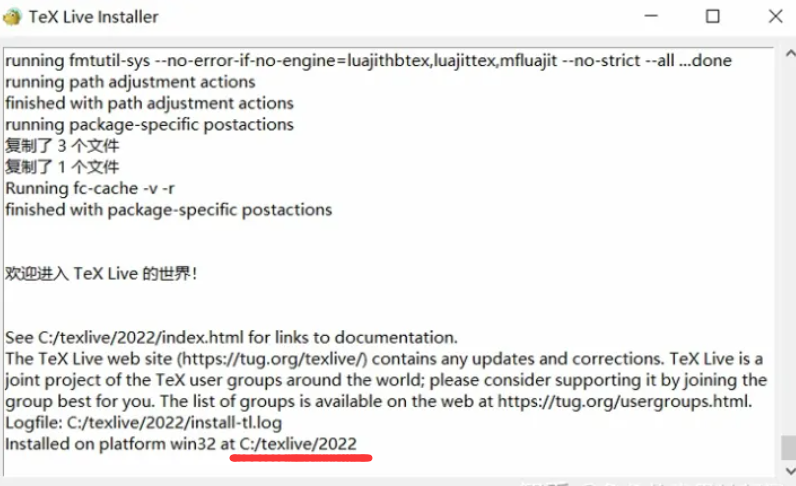 TeX Live Installer
running fmtutil-sys --no-error-if-no-engine=luajithbtex,luajittex,mfluajit --no-strict --all ...done
running path adjustment actions
finished with path adjustment actions
running package-specific postactions
复制了 3 个文件
复制了 1 个文件
Running fc-cache -v -r
finished with package-specific postactions
欢迎进入 TeX Live 的世界！
See C:/texlive/2022/index.html for links to documentation.
The TeX Live web site (https://tug.org/texlive/) contains any updates and corrections. TeX Live is a
joint project of the TeX user groups around the world; please consider supporting it by joining the
group best for you. The list of groups is available on the web at https://tug.org/usergroups.html.
Logfile: C:/texlive/2022/install-tl.log
Installed on platform win32 at C:/texlive/2022